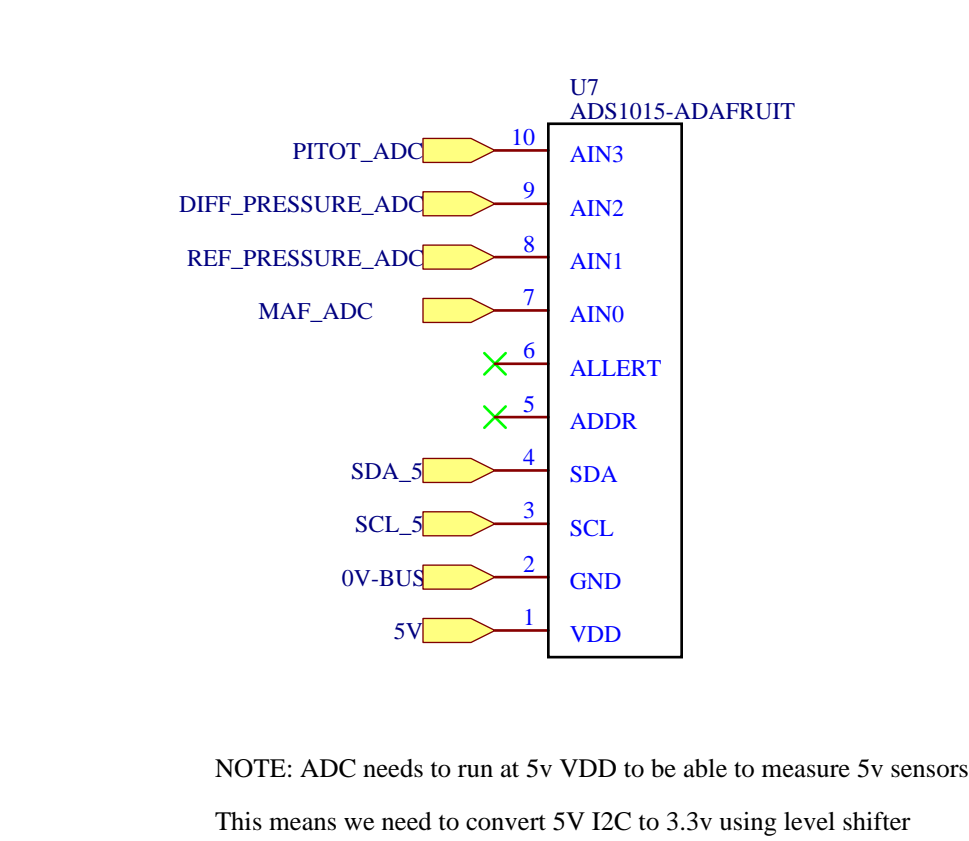 U7
ADS1015-ADAFRUIT
PITOT_ADC 10 AIN3
DIFF_PRESSURE_ADC 9 AIN2
REF_PRESSURE_ADC 8 AIN1
MAF_ADC 7 AIN0
6 ALLERT
5 ADDR
SDA_5 4 SDA
SCL_5 3 SCL
0V-BUS 2 GND
5V 1 VDD
NOTE: ADC needs to run at 5v VDD to be able to measure 5v sensors
This means we need to convert 5V I2C to 3.3v using level shifter